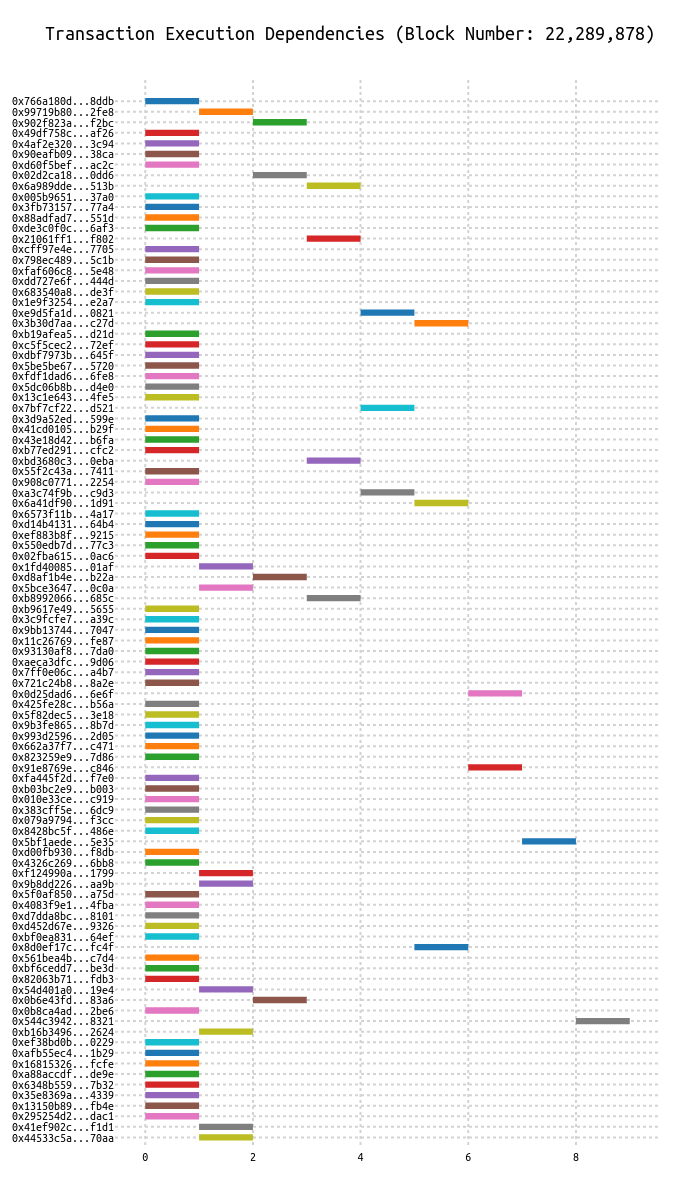 Transaction Execution Dependencies (Block Number: 22,289,878)
0x766a180d...8ddb
0x99719b80...2fe8
0x902f823a...f2bc
0x49df758c...af26
0x4af2e320...3c94
0x90eafb09...38ca
0xd60f5bef...ac2c
0x02d2ca18...0dd6
0x6a989dde...513b
0x005b9651...37a0
0x3fb73157...77a4
0x88adfad7...551d
0xde3c0f0c...6af3
0x21061ff1...f802
0xcff97e4e...7705
0x798ec489...5c1b
0xfaf606c8...5e48
0xdd727e6f...444d
0x683540a8...de3f
0x1e9f3254...e2a7
0xe9d5fa1d...0821
0x3b30d7aa...c27d
0xb19afea5...d21d
0xc5f5cec2...72ef
0xdbf7973b...645f
0x5be5be67...5720
0xfdf1dad6...6fe8
0x5dc06b8b...d4e0
0x13c1e643...4fe5
0x7bf7cf22...d521
0x3d9a52ed...599e
0x41cd0105...b29f
0x43e18d42...b6fa
0xb77ed291...cfc2
0xbd3680c3...0eba
0x55f2c43a...7411
0x908c0771...2254
0xa3c74f9b...c9d3
0x6a41df90...1d91
0x6573f11b...4a17
0xd14b4131...64b4
0xef883b8f...9215
0x550edb7d...77c3
0x02fba615...0ac6
0x1fd40085...01af
0xd8af1b4e...b22a
0x5bce3647...0c0a
0xb8992066...685c
0xb9617e49...5655
0x3c9fcfe7...a39c
0x9bb13744...7047
0x11c26769...fe87
0x93130af8...7da0
0xaeca3dfc...9d06
0x7ff0e06c...a4b7
0x721c24b8...8a2e
0x0d25dad6...6e6f
0x425fe28c...b56a
0x5f82dec5...3e18
0x9b3fe865...8b7d
0x993d2596...2d05
0x662a37f7...c471
0x823259e9...7d86
0x91e8769e...c846
0xfa445f2d...f7e0
0xb03bc2e9...b003
0x010e33ce...c919
0x383cff5e...6dc9
0x079a9794...f3cc
0x8428bc5f...486e
0x5bf1aede...5e35
0xd00fb930...f8db
0x4326c269...6bb8
0xf124990a...1799
0x9b8dd226...aa9b
0x5f0af850...a75d
0x4083f9e1...4fba
0xd7dda8bc...8101
0xd452d67e...9326
0xbf0ea831...64ef
0x8d0ef17c...fc4f
0x561bea4b...c7d4
0xbf6cedd7...be3d
0x82063b71...fdb3
0x54d401a0...19e4
0x0b6e43fd...83a6
0x0b8ca4ad...2be6
0x544c3942...8321
0xb16b3496...2624
0xef38bd0b...0229
0xafb55ec4...1b29
0x16815326...fcfe
0xa88accdf...de9e
0x6348b559...7b32
0x35e8369a...4339
0x13150b89...fb4e
0x295254d2...dac1
0x41ef902c...f1d1
0x44533c5a...70aa
0 2 4 6 8